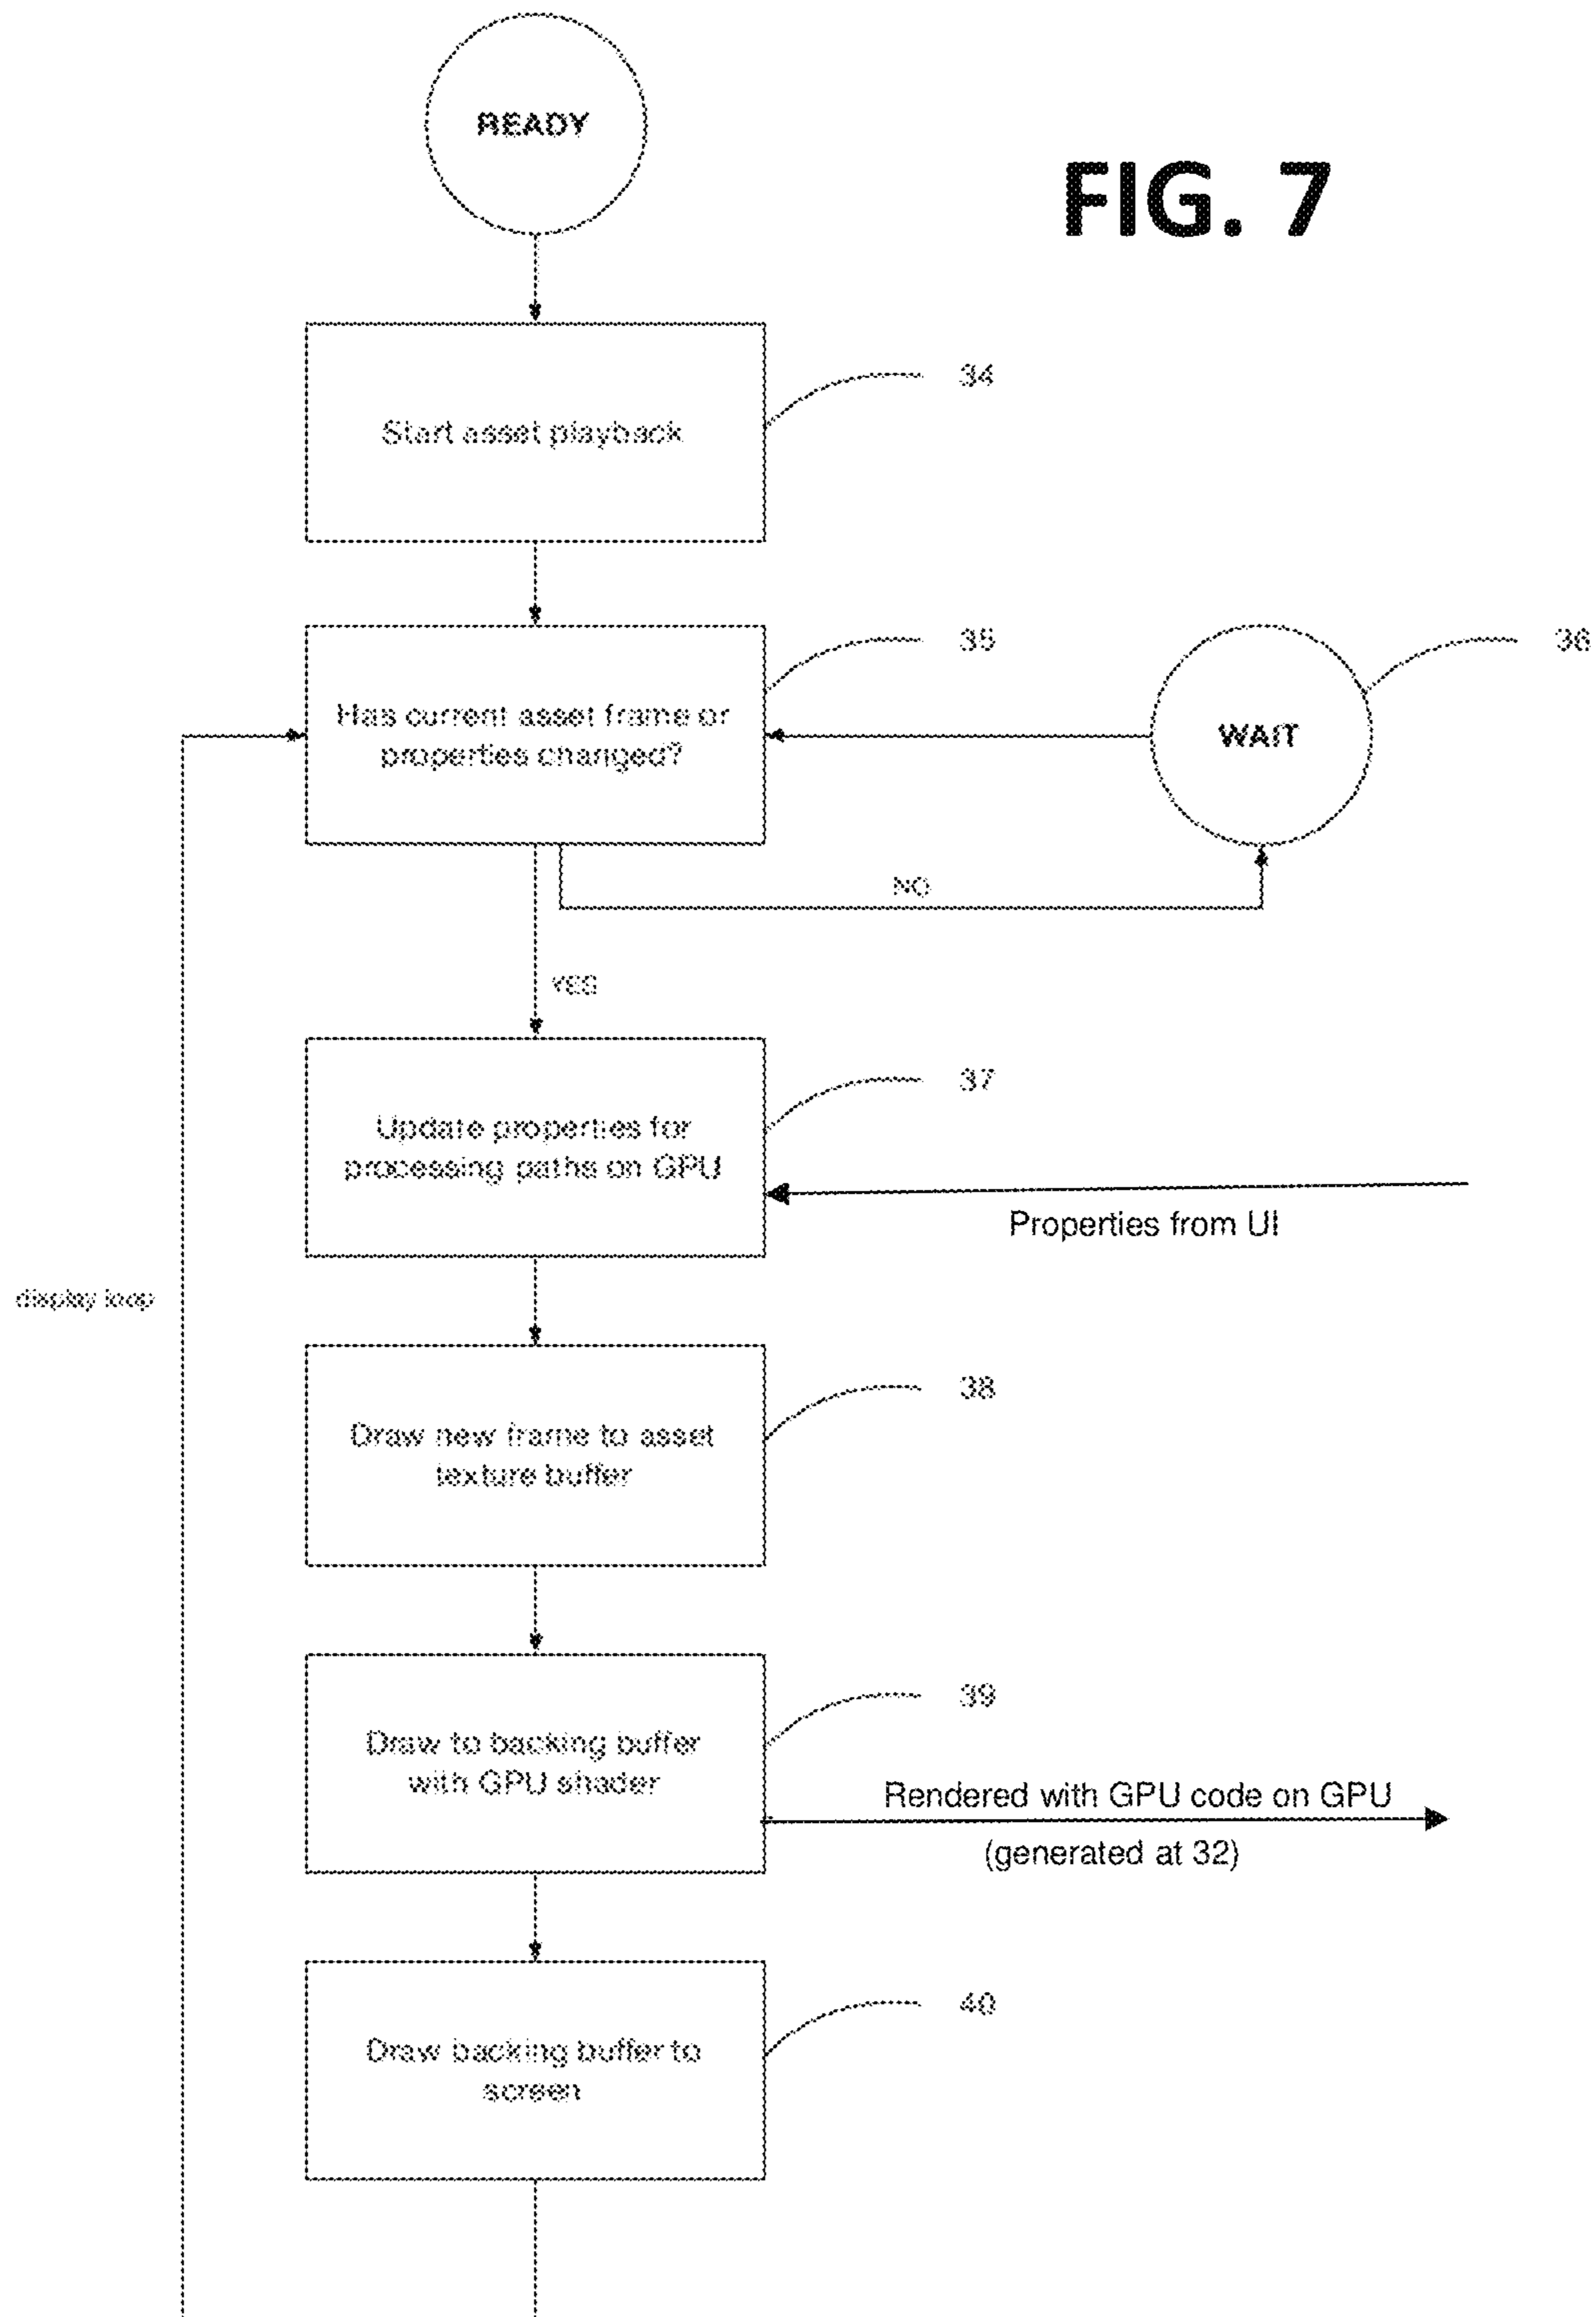 READY
FIG. 7
34
Start asset playback
35
36
Has current asset frame or
properties changed?
WAIT
NO
YES
37
Update properties for
processing paths on GPU
Properties from UI
display loop
38
Draw new frame to asset
texture buffer
39
Draw to backing buffer
with GPU shader
Rendered with GPU code on GPU
(generated at 32)
40
Draw backing buffer to
screen